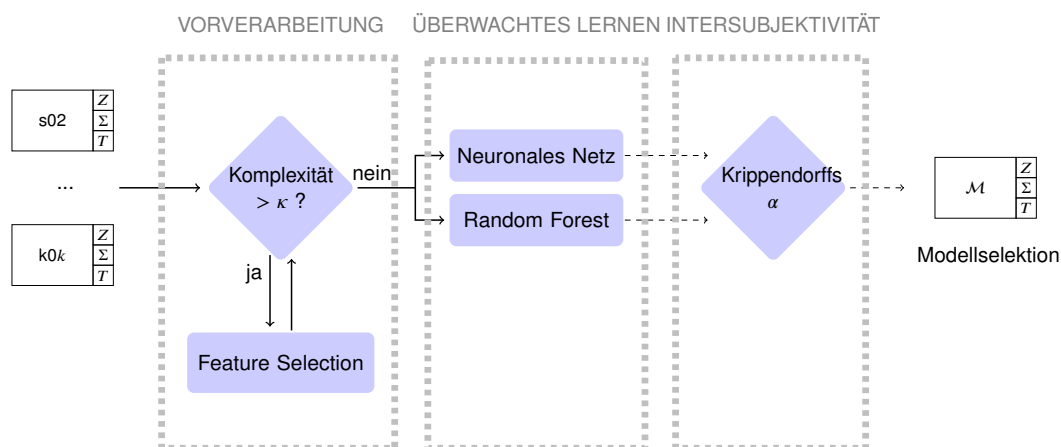 VORVERARBEITUNG
ÜBERWACHTES LERNEN
INTERSUBJEKTIVITÄT
s02
Z
Σ
T
...
k0k
Z
Σ
T
Komplexität
> κ ?
nein
ja
Feature Selection
Neuronales Netz
Random Forest
Krippendorffs
α
M
Z
Σ
T
Modellselektion